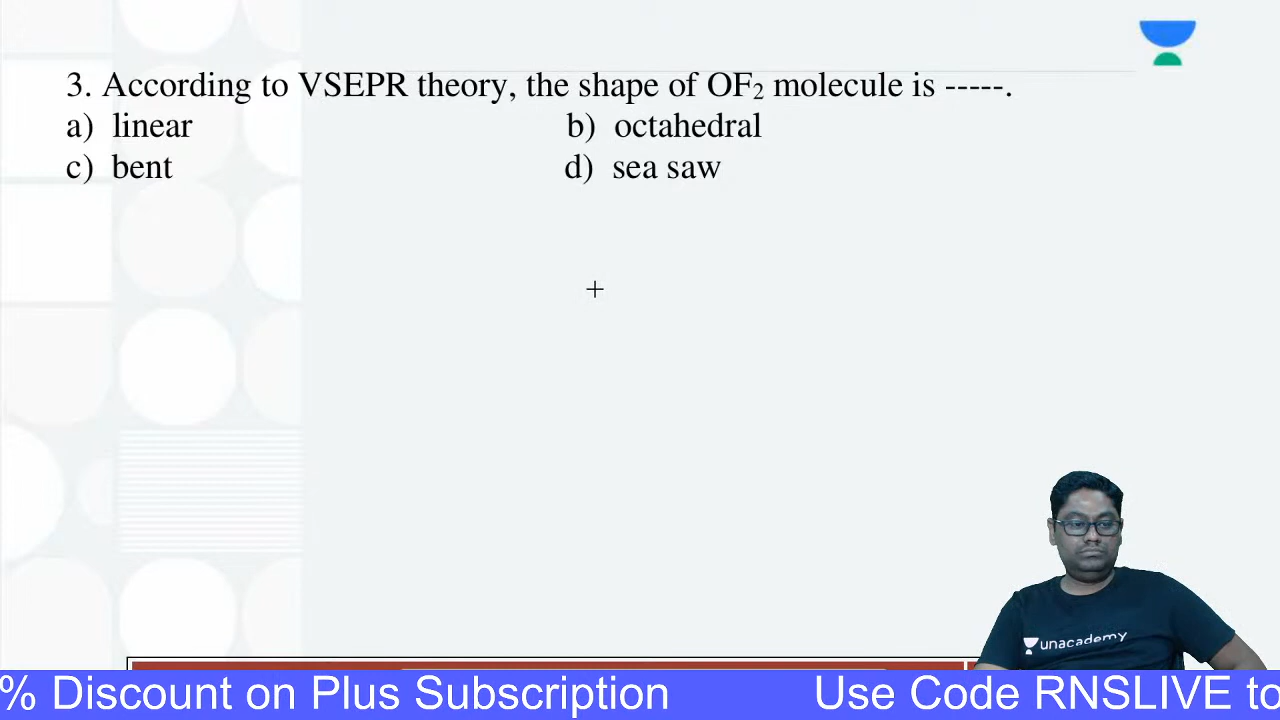 3. According to VSEPR theory, the shape of OF₂ molecule is -----.
a) linear b) octahedral
c) bent d) sea saw
unacademy
% Discount on Plus Subscription Use Code RNSLIVE to